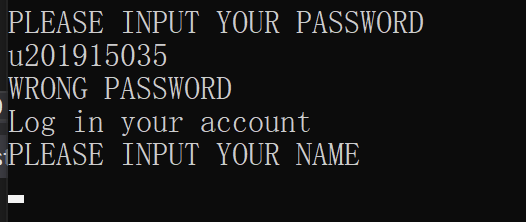 PLEASE INPUT YOUR PASSWORD
u201915035
WRONG PASSWORD
Log in your account
PLEASE INPUT YOUR NAME